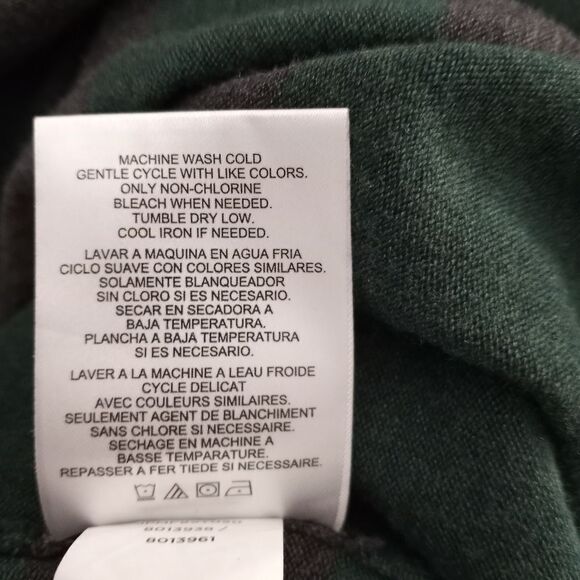 MACHINE WASH COLD
GENTLE CYCLE WITH LIKE COLORS.
ONLY NON-CHLORINE
BLEACH WHEN NEEDED.
TUMBLE DRY LOW.
COOL IRON IF NEEDED.
LAVAR A MAQUINA EN AGUA FRIA
CICLO SUAVE CON COLORES SIMILARES.
SOLAMENTE BLANQUEADOR
SIN CLORO SI ES NECESARIO.
SECAR EN SECADORA A
BAJA TEMPERATURA.
PLANCHA A BAJA TEMPERATURA
SI ES NECESARIO.
LAVER A LA MACHINE A LEAU FROIDE
CYCLE DELICAT
AVEC COULEURS SIMILAIRES.
SEULEMENT AGENT DE BLANCHIMENT
SANS CHLORE SI NECESSAIRE.
SECHAGE EN MACHINE A
BASSE TEMPARATURE.
REPASSER A FER TIEDE SI NECESSAIRE.
8013938 /
8013961